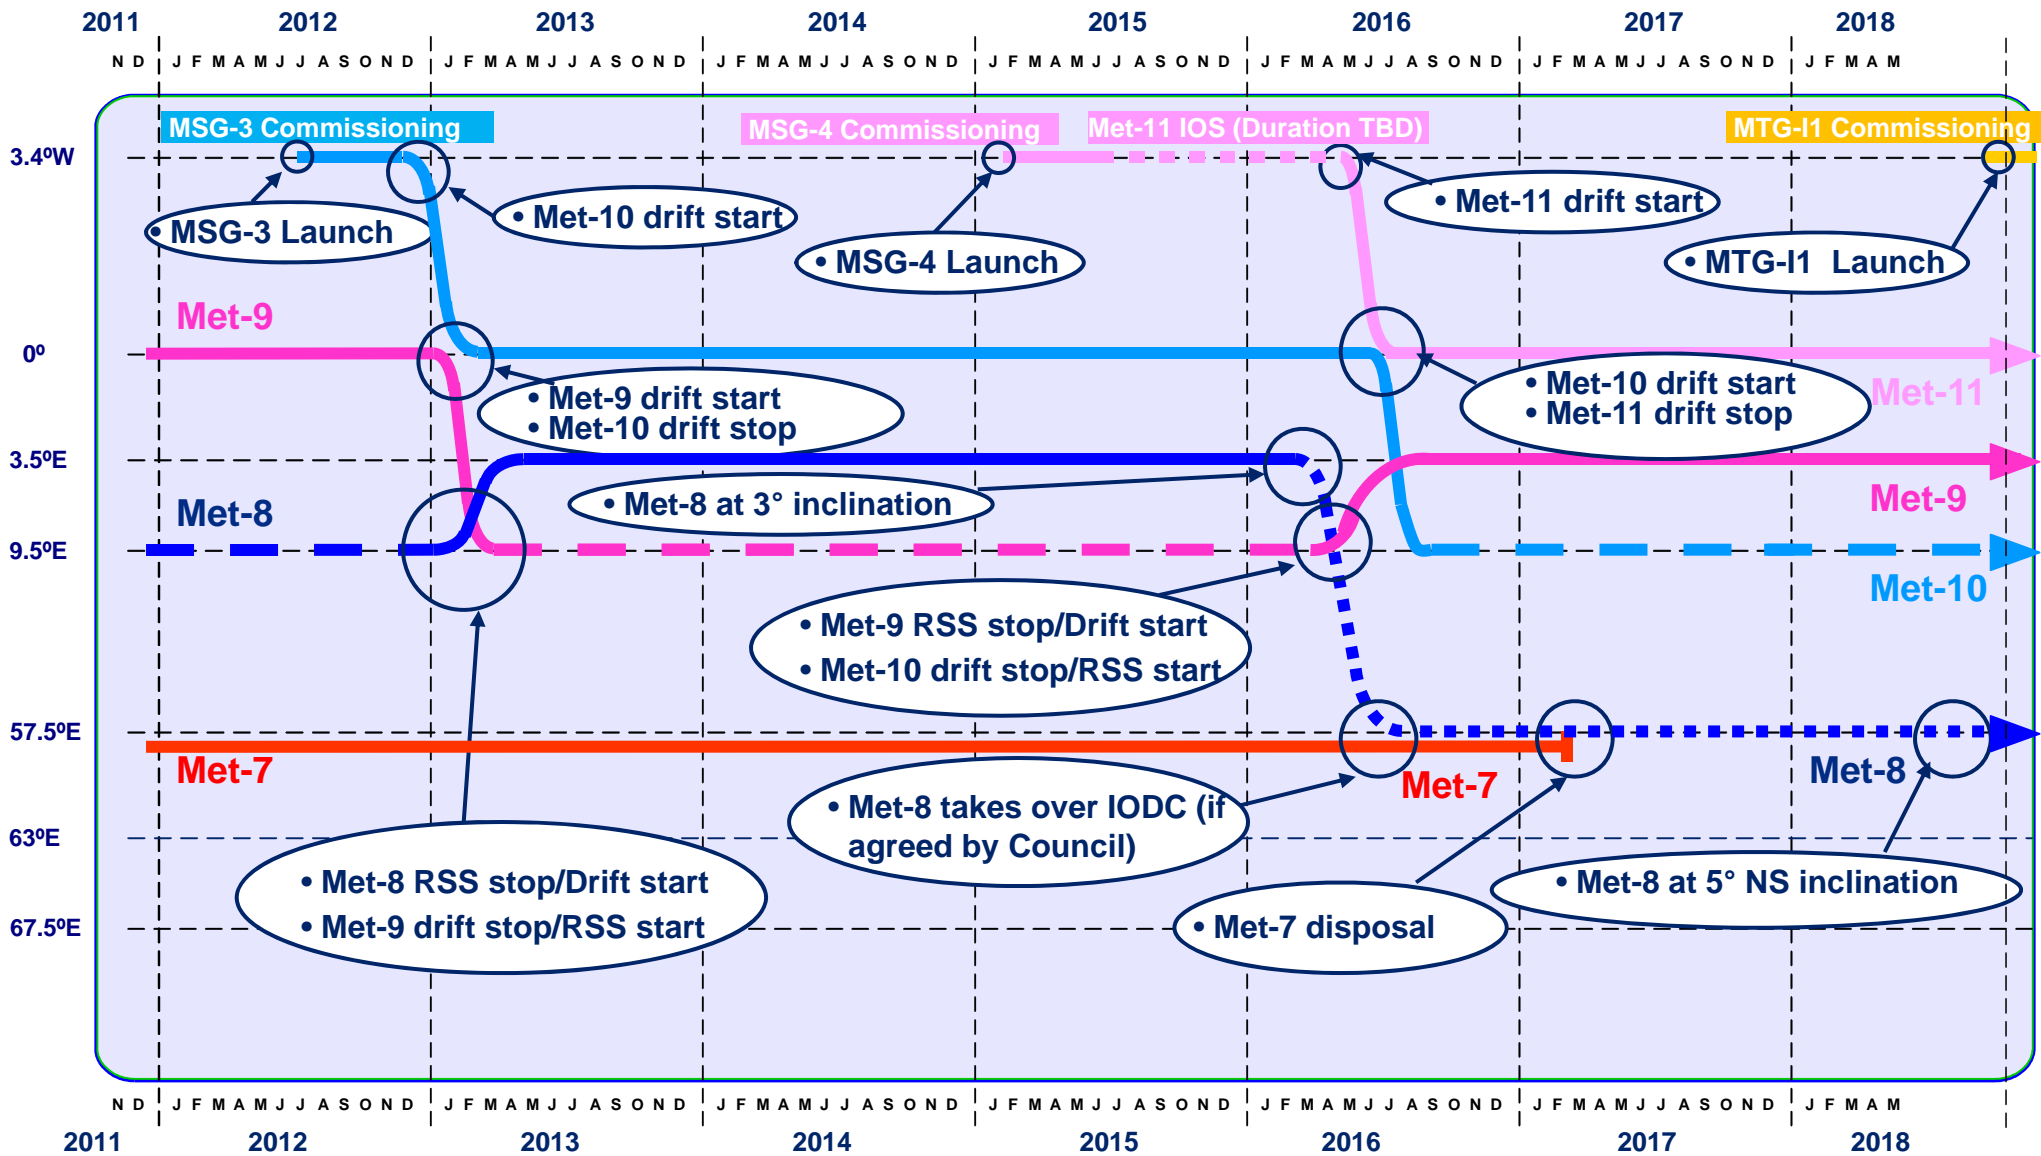 2011 2012 2013 2014 2015 2016 2017 2018
N D J F M A M J J A S O N D J F M A M J J A S O N D J F M A M J J A S O N D J F M A M J J A S O N D J F M A M J J A S O N D J F M A M J J A S O N D J F M A M
MSG-3 Commissioning
MSG-4 Commissioning
Met-11 IOS (Duration TBD)
MTG-I1 Commissioning
3.4ºW
• MSG-3 Launch
• Met-10 drift start
• MSG-4 Launch
• Met-11 drift start
• MTG-I1 Launch
Met-9
0º
• Met-9 drift start
• Met-10 drift stop
• Met-10 drift start
• Met-11 drift stop
Met-11
3.5ºE
Met-8
• Met-8 at 3° inclination
Met-9
9.5ºE
Met-10
• Met-9 RSS stop/Drift start
• Met-10 drift stop/RSS start
57.5ºE
Met-7
Met-7
Met-8
• Met-8 takes over IODC (if
agreed by Council)
63ºE
• Met-8 RSS stop/Drift start
• Met-9 drift stop/RSS start
• Met-8 at 5° NS inclination
67.5ºE
• Met-7 disposal
N D J F M A M J J A S O N D J F M A M J J A S O N D J F M A M J J A S O N D J F M A M J J A S O N D J F M A M J J A S O N D J F M A M J J A S O N D J F M A M
2011 2012 2013 2014 2015 2016 2017 2018